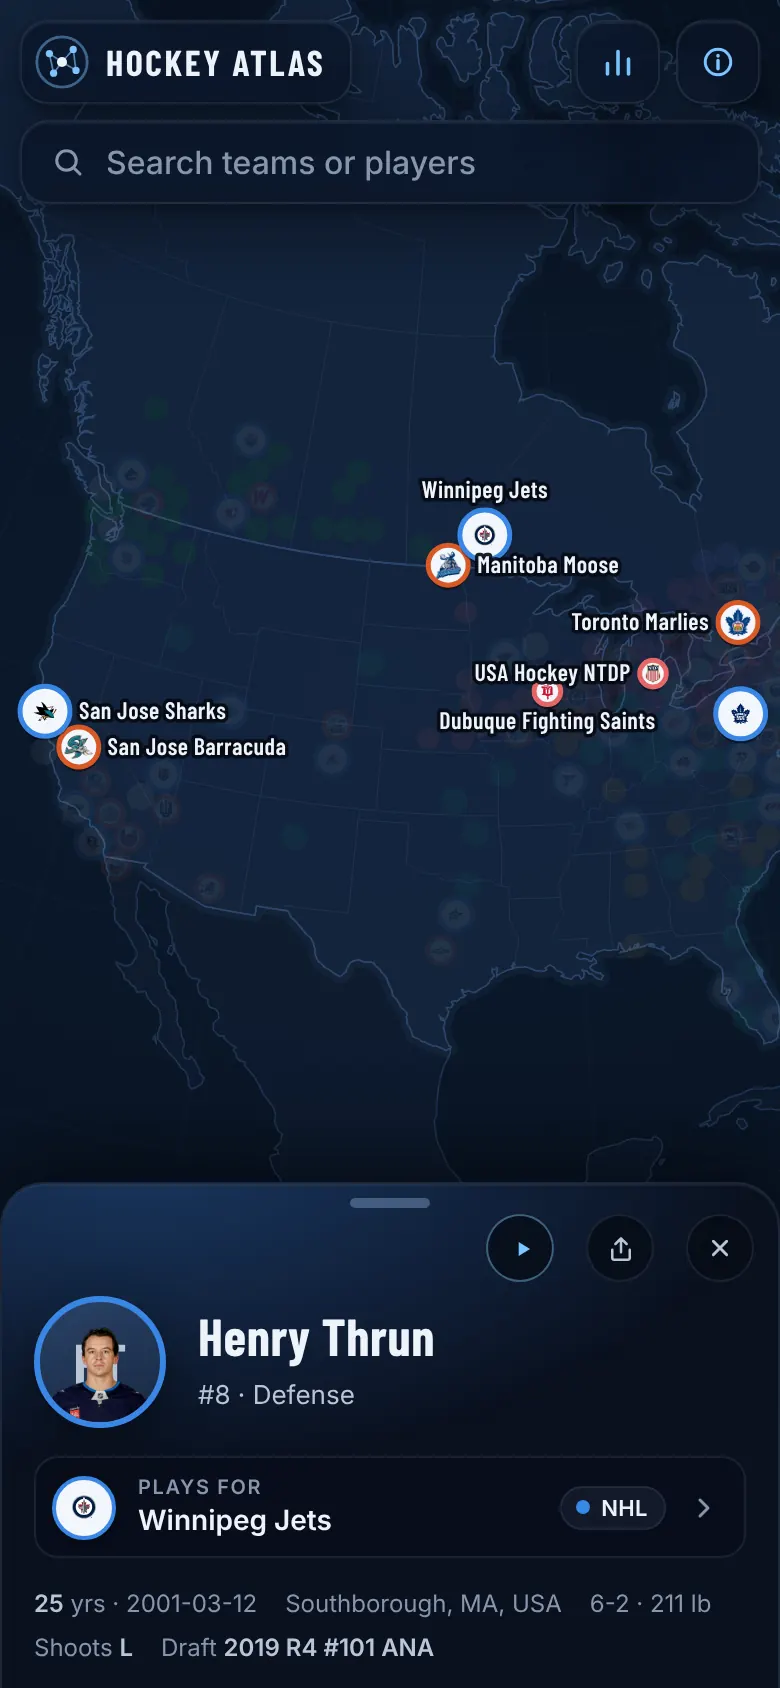 HOCKEY ATLAS
Search teams or players
Winnipeg Jets
Manitoba Moose
Toronto Marlies
USA Hockey NTDP
Dubuque Fighting Saints
San Jose Sharks
San Jose Barracuda
Henry Thrun
#8 · Defense
PLAYS FOR
Winnipeg Jets
NHL
25 yrs · 2001-03-12 Southborough, MA, USA 6-2 · 211 lb
Shoots L Draft 2019 R4 #101 ANA